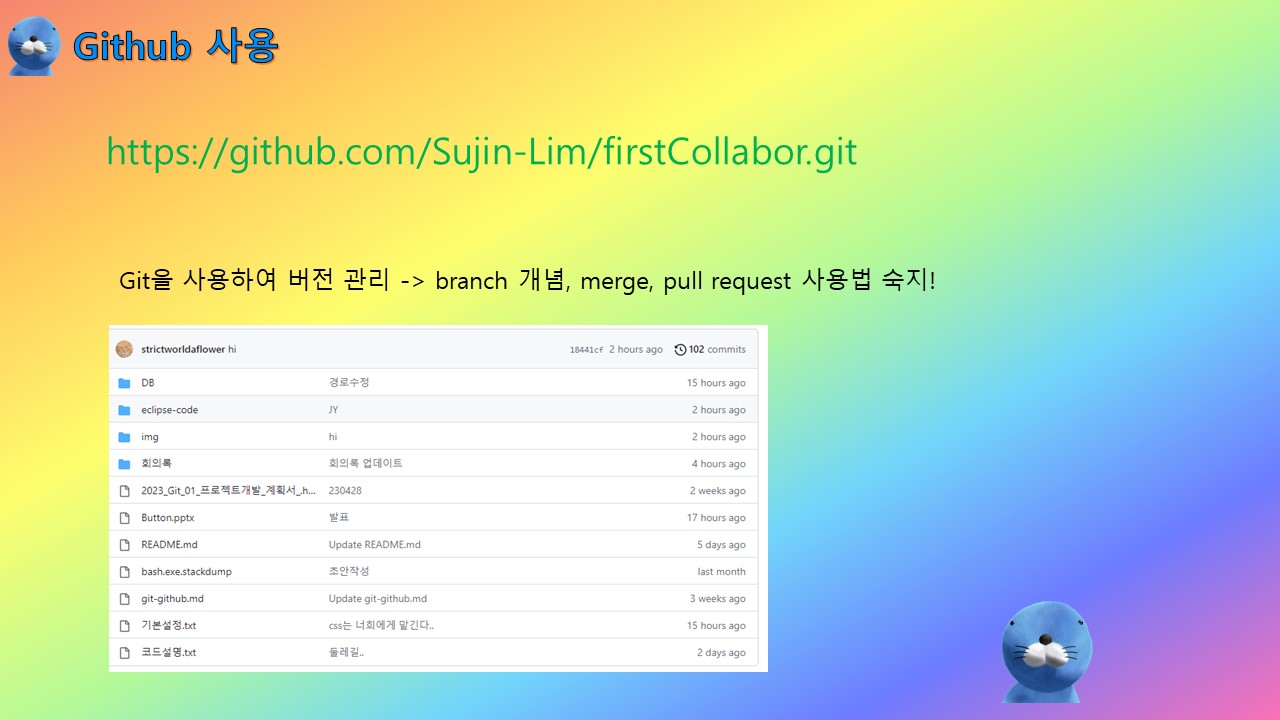 Github 사용
https://github.com/Sujin-Lim/firstCollabor.git
Git을 사용하여 버전 관리 -> branch 개념, merge, pull request 사용법 숙지!
strictworldaflower hi 18441cf 2 hours ago 102 commits
DB 경로수정 15 hours ago
eclipse-code JY 2 hours ago
img hi 2 hours ago
회의록 회의록 업데이트 4 hours ago
2023_Git_01_프로젝트개발_계획서_.h... 230428 2 weeks ago
Button.pptx 발표 17 hours ago
README.md Update README.md 5 days ago
bash.exe.stackdump 초안작성 last month
git-github.md Update git-github.md 3 weeks ago
기본설정.txt css는 너희에게 맡긴다.. 15 hours ago
코드설명.txt 둘레길.. 2 days ago